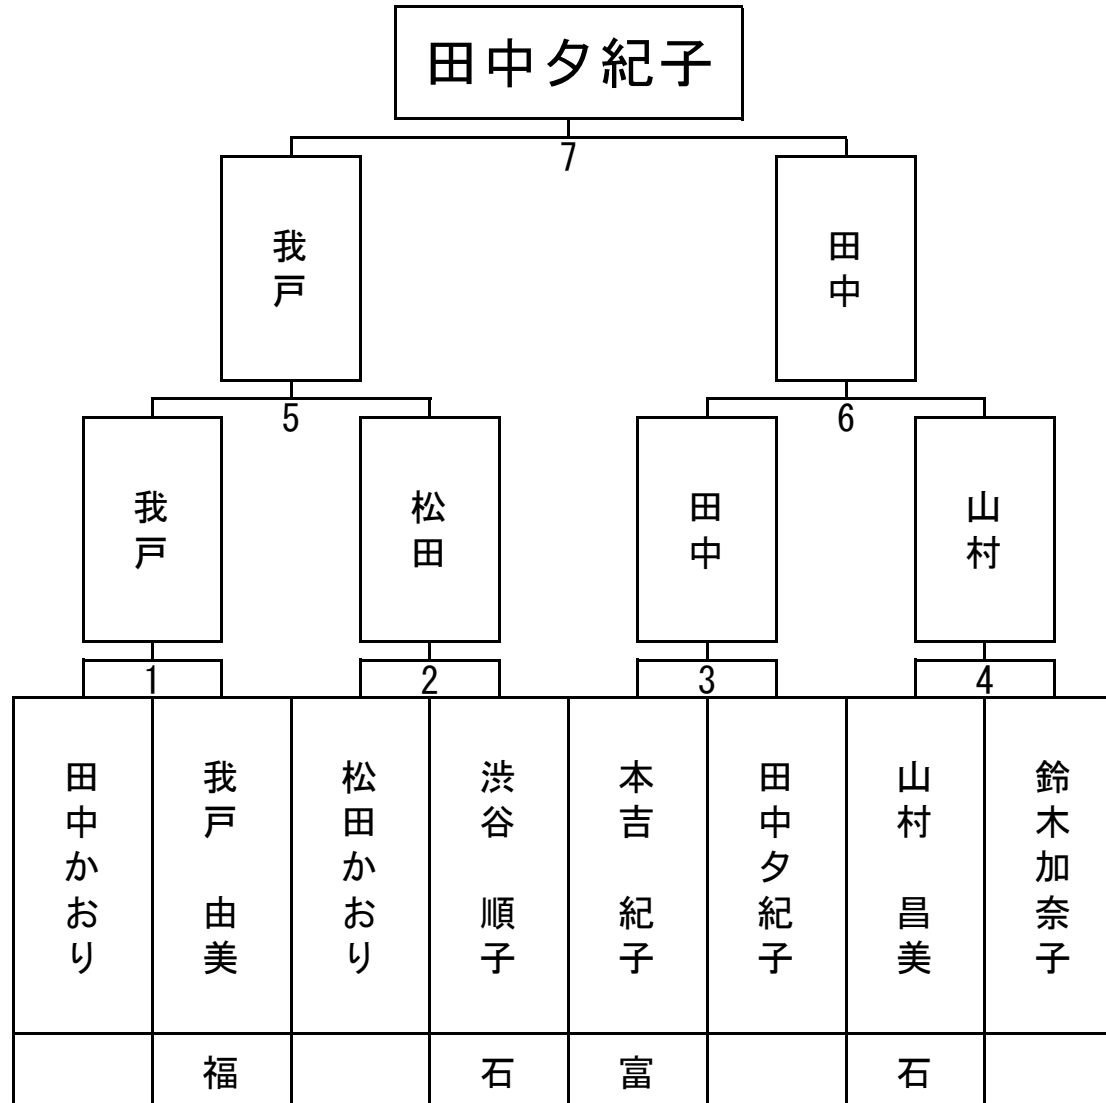 田中夕紀子
7
我戸
田中
5
6
我戸
松田
田中
山村
1
2
3
4
田中かおり
我戸　由美
松田かおり
渋谷　順子
本吉　紀子
田中夕紀子
山村　昌美
鈴木加奈子
福
石
富
石